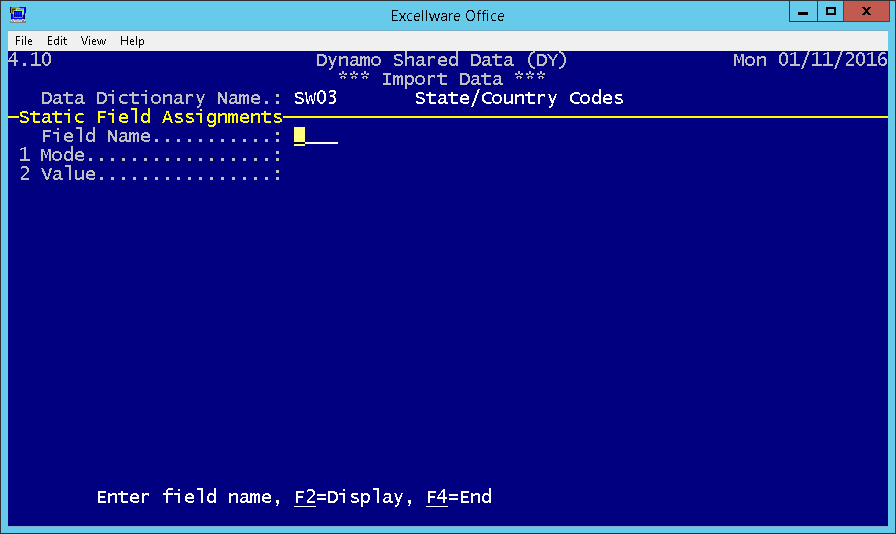 Excellware Office
File Edit View Help
4.10 Dynamo Shared Data (DY) Mon 01/11/2016
*** Import Data ***
Data Dictionary Name.: SW03 State/Country Codes
Static Field Assignments
Field Name...........:
1 Mode.................:
2 Value................:
Enter field name, F2=Display, F4=End